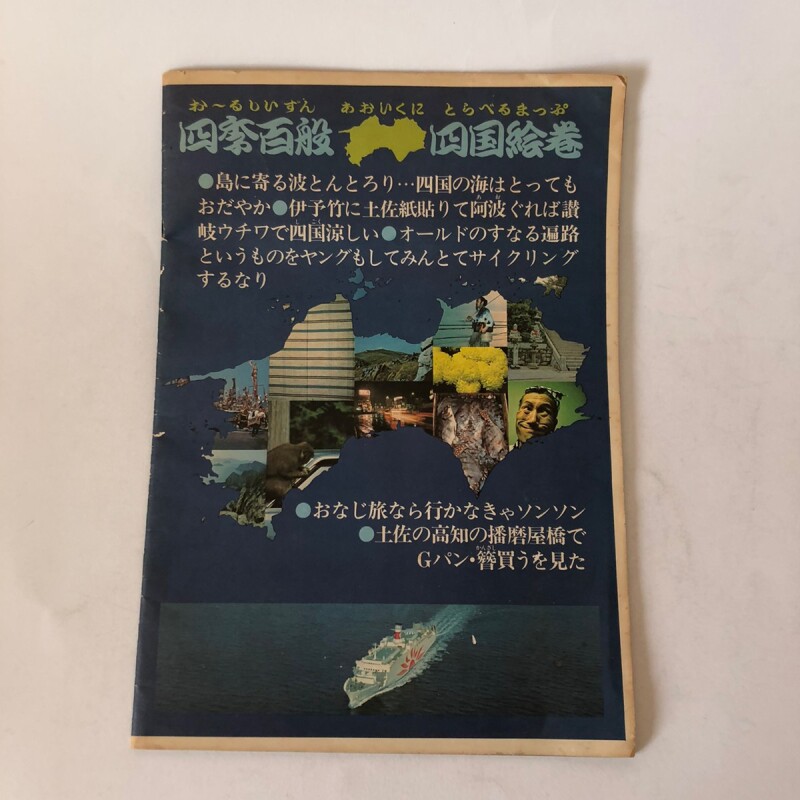 お〜るしいずん　あおいくに　とらべるまっぷ
四季百般　四国絵巻
●島に寄る波とんとろり…四国の海はとっても
おだやか●伊予竹に土佐紙貼りて阿波ぐれば讃
岐ウチワで四国涼しい●オールドのすなる遍路
というものをヤングもしてみんとてサイクリング
するなり
●おなじ旅なら行かなきゃソンソン
●土佐の高知の播磨屋橋で
Gパン・簪買うを見た